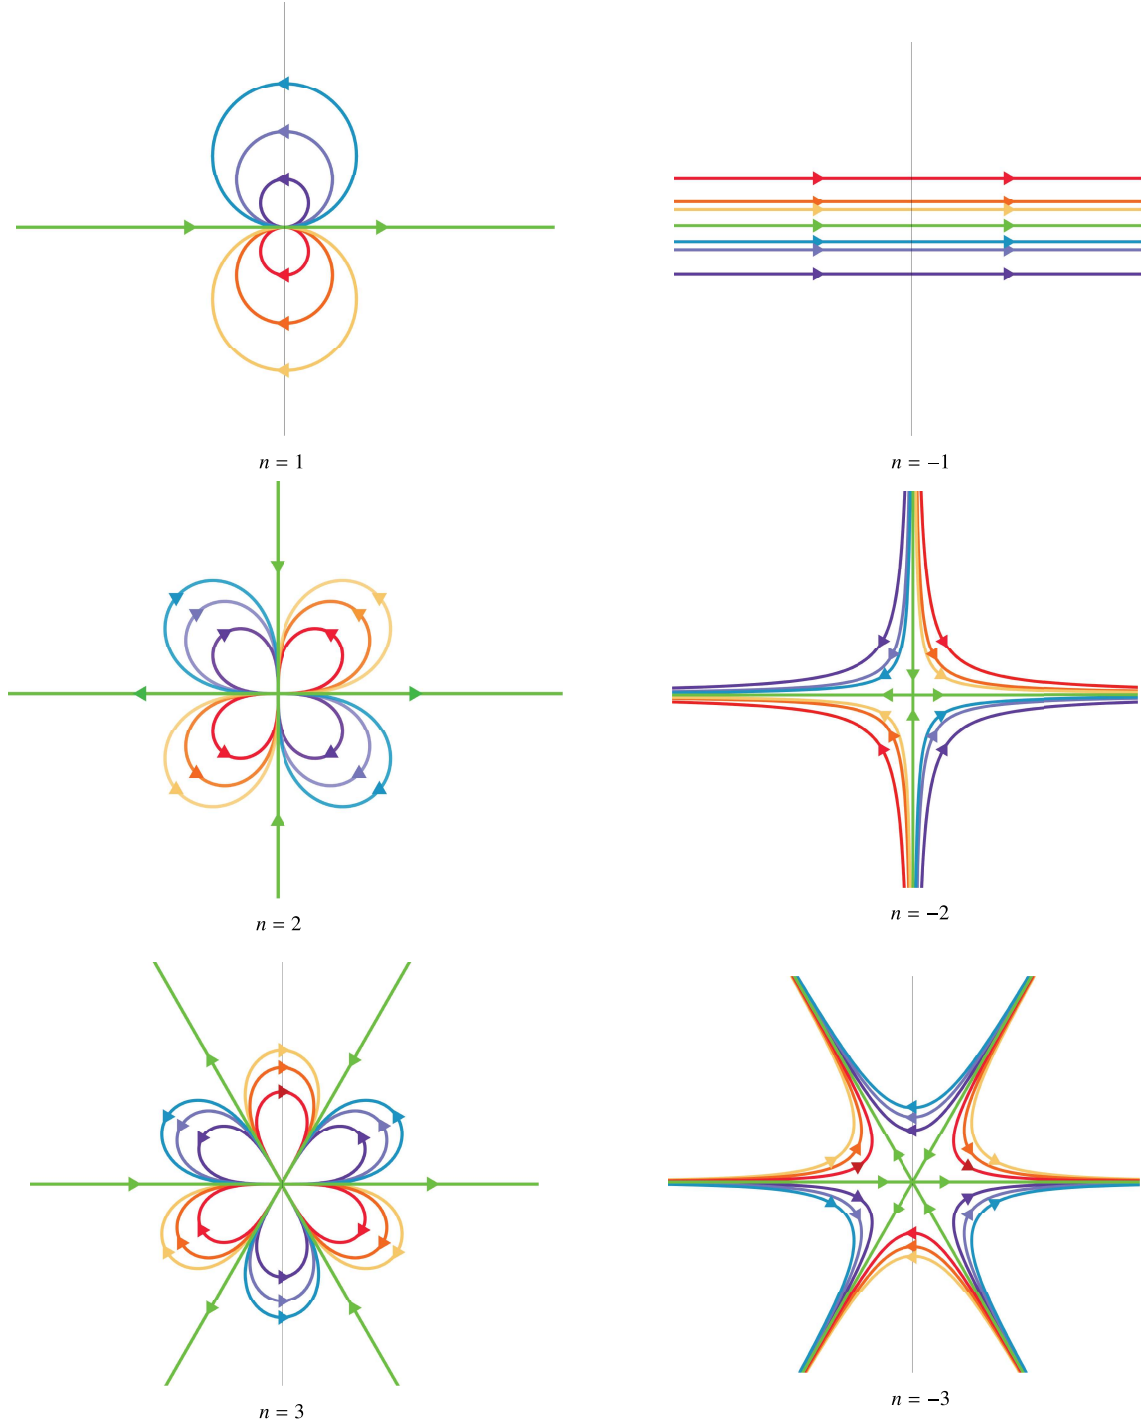 n = 1
n = −1
n = 2
n = −2
n = 3
n = −3